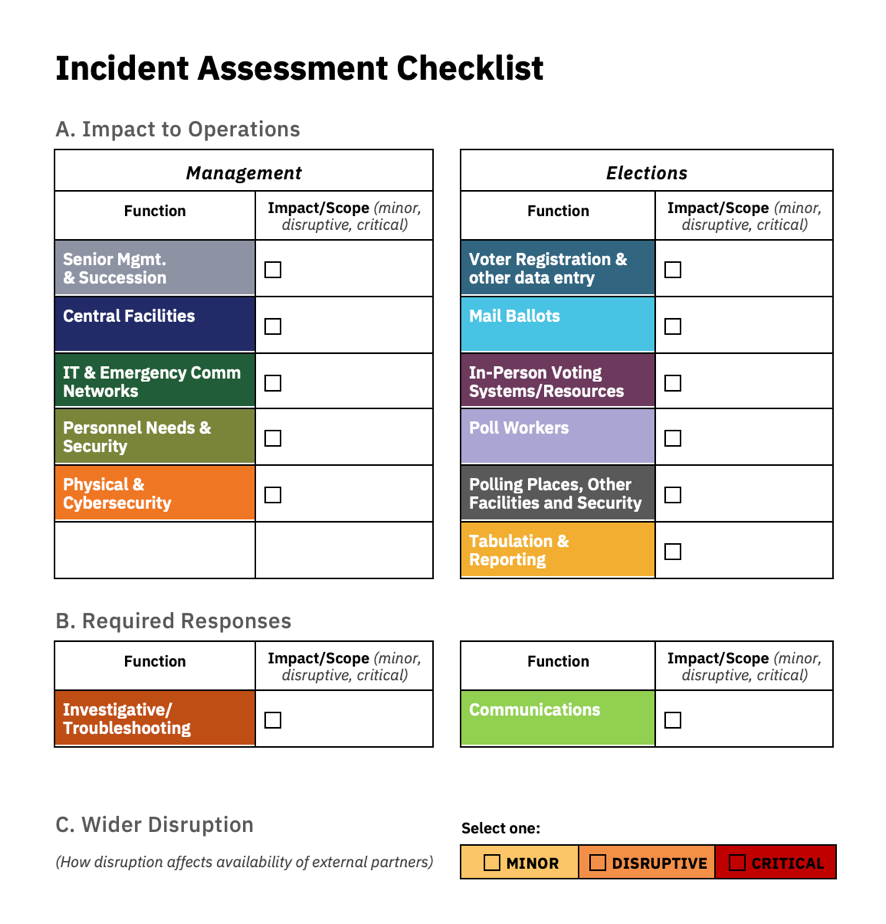 Incident Assessment Checklist
A. Impact to Operations
Management
Function
Impact/Scope (minor,
disruptive, critical)
Senior Mgmt.
& Succession
Central Facilities
IT & Emergency Comm
Networks
Personnel Needs &
Security
Physical &
Cybersecurity
Elections
Function
Impact/Scope (minor,
disruptive, critical)
Voter Registration &
other data entry
Mail Ballots
In-Person Voting
Systems/Resources
Poll Workers
Polling Places, Other
Facilities and Security
Tabulation &
Reporting
B. Required Responses
Function
Impact/Scope (minor,
disruptive, critical)
Investigative/
Troubleshooting
Function
Impact/Scope (minor,
disruptive, critical)
Communications
C. Wider Disruption
(How disruption affects availability of external partners)
Select one:
MINOR
DISRUPTIVE
CRITICAL